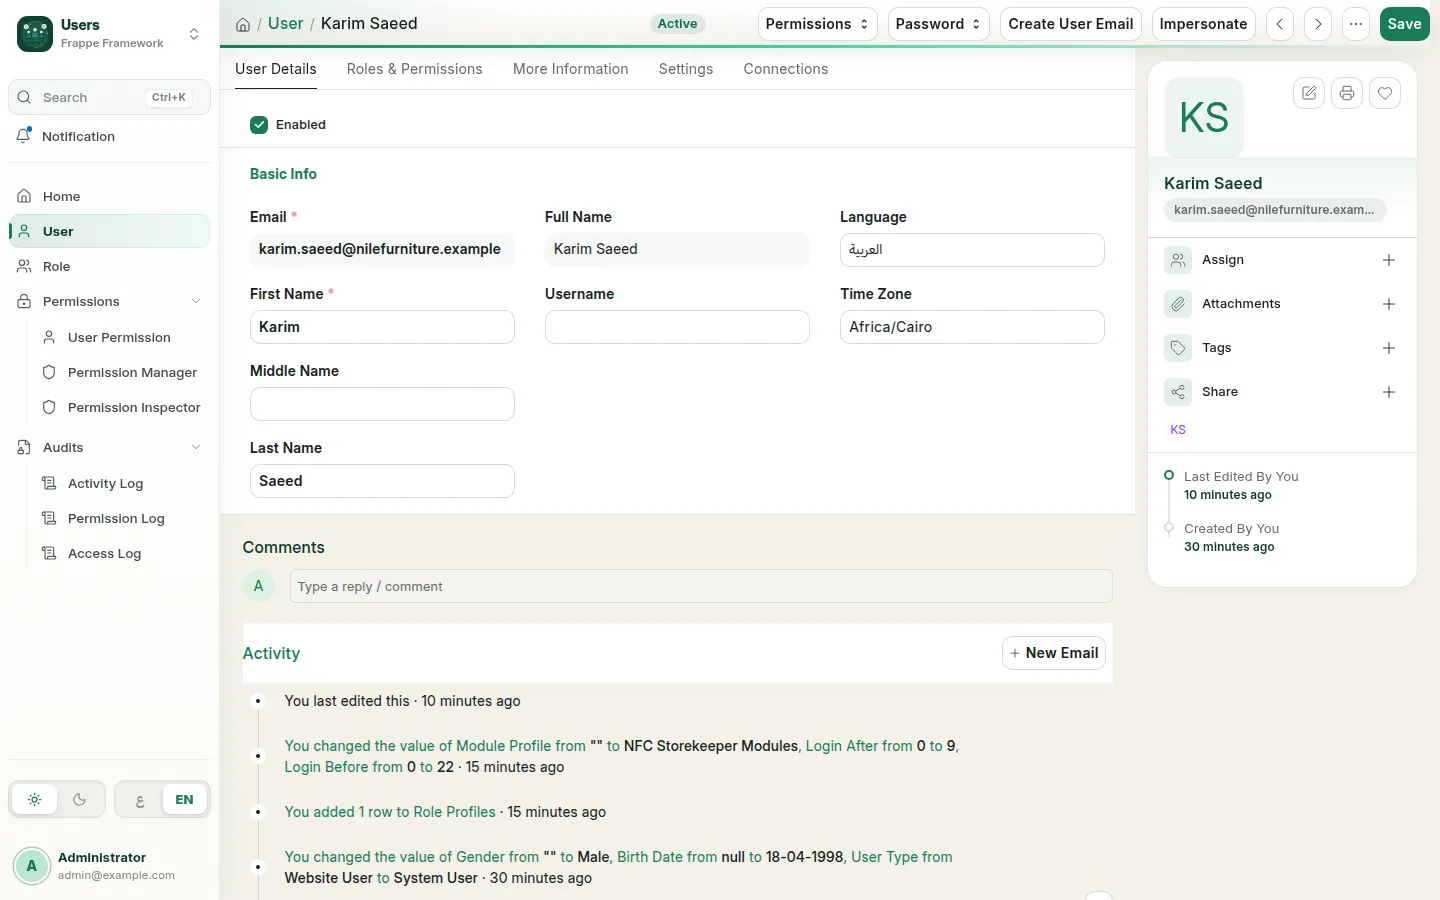 Users
Frappe Framework
Search
Ctrl+K
Notification
Home
User
Role
Permissions
User Permission
Permission Manager
Permission Inspector
Audits
Activity Log
Permission Log
Access Log
ع
EN
A
Administrator
admin@example.com
/ User / Karim Saeed
Active
Permissions
Password
Create User Email
Impersonate
Save
User Details
Roles & Permissions
More Information
Settings
Connections
Enabled
Basic Info
Email *
karim.saeed@nilefurniture.example
Full Name
Karim Saeed
Language
العربية
First Name *
Karim
Username
Time Zone
Africa/Cairo
Middle Name
Last Name
Saeed
Comments
A
Type a reply / comment
Activity
+ New Email
You last edited this · 10 minutes ago
You changed the value of Module Profile from "" to NFC Storekeeper Modules, Login After from 0 to 9,
Login Before from 0 to 22 · 15 minutes ago
You added 1 row to Role Profiles · 15 minutes ago
You changed the value of Gender from "" to Male, Birth Date from null to 18-04-1998, User Type from
Website User to System User · 30 minutes ago
KS
Karim Saeed
karim.saeed@nilefurniture.exam...
Assign
Attachments
Tags
Share
KS
Last Edited By You
10 minutes ago
Created By You
30 minutes ago